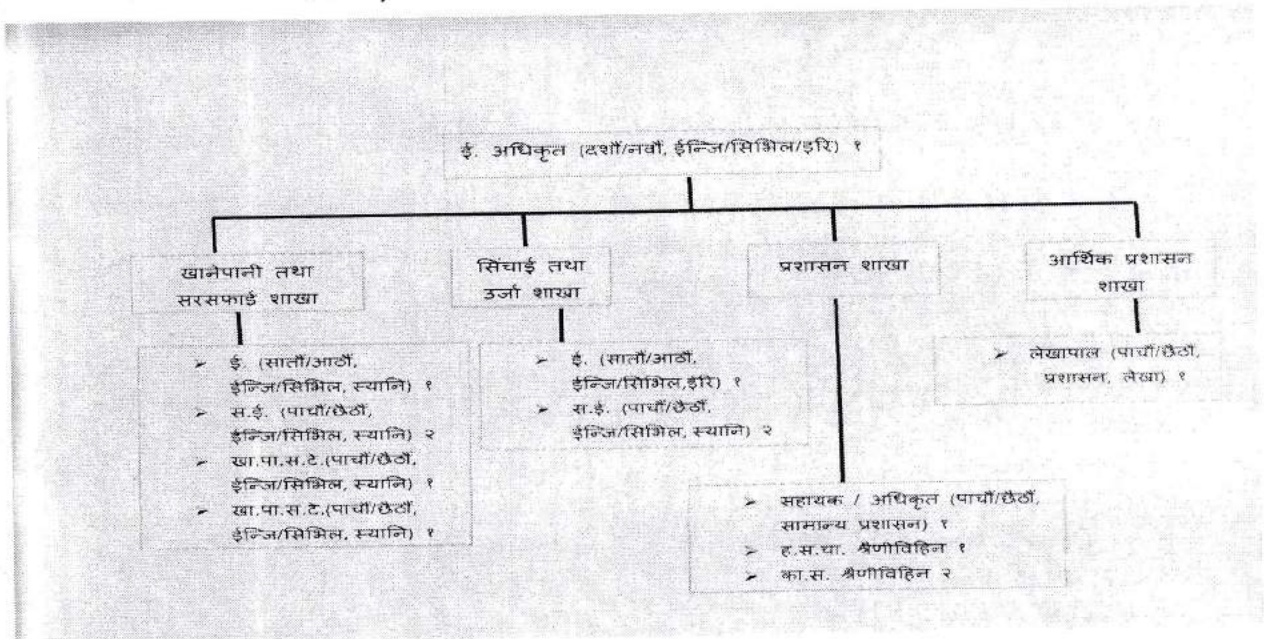 ई. अधिकृत (दशौं/नवौं, ईन्जि/सिभिल/इरि) १
खानेपानी तथा
सरसफाई शाखा
➢ ई. (सातौं/आठौं,
ईन्जि/सिभिल, स्यानि) १
➢ स.ई. (पाचौं/छैठौं,
ईन्जि/सिभिल, स्यानि) २
➢ खा.पा.स.टे.(पाचौं/छैठौं,
ईन्जि/सिभिल, स्यानि) १
➢ खा.पा.स.टे.(पाचौं/छैठौं,
ईन्जि/सिभिल, स्यानि) १
सिंचाई तथा
उर्जा शाखा
➢ ई. (सातौं/आठौं,
ईन्जि/सिभिल,इरि) १
➢ स.ई. (पाचौं/छैठौं,
ईन्जि/सिभिल, स्यानि) २
प्रशासन शाखा
➢ सहायक / अधिकृत (पाचौं/छैठौं,
सामान्य प्रशासन) १
➢ ह.स.चा. श्रेणीविहिन १
➢ का.स. श्रेणीविहिन २
आर्थिक प्रशासन
शाखा
➢ लेखापाल (पाचौं/छैठौं,
प्रशासन, लेखा) १